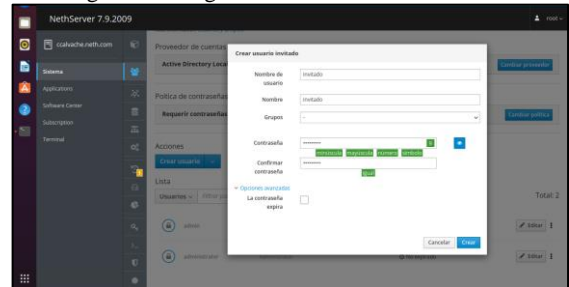 NethServer 7.9.2009
root
ccalvache.neth.com
Proveedor de cuentas
Crear usuario invitado
Active Directory Local
Cambiar proveedor
Sistema
Nombre de usuario
Invitado
Applications
Política de contraseñas
Nombre
Invitado
Software Center
Requerir contraseñas
Grupos
-
Cambiar política
Subscription
Terminal
Acciones
Contraseña
--------
minúscula mayúscula número símbolo
Crear usuario
Confirmar contraseña
--------
igual
Lista
Opciones avanzadas
Usuarios
Total: 2
La contraseña expira
admin
Editar
Cancelar Crear
administrator
No expirado
Editar